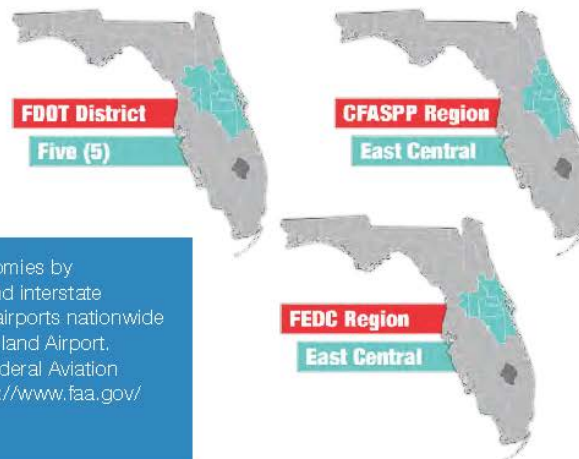 FDOT District
Five (5)
CFASPP Region
East Central
FEDC Region
East Central
omies by
nd interstate
airports nationwide
land Airport.
deral Aviation
://www.faa.gov/